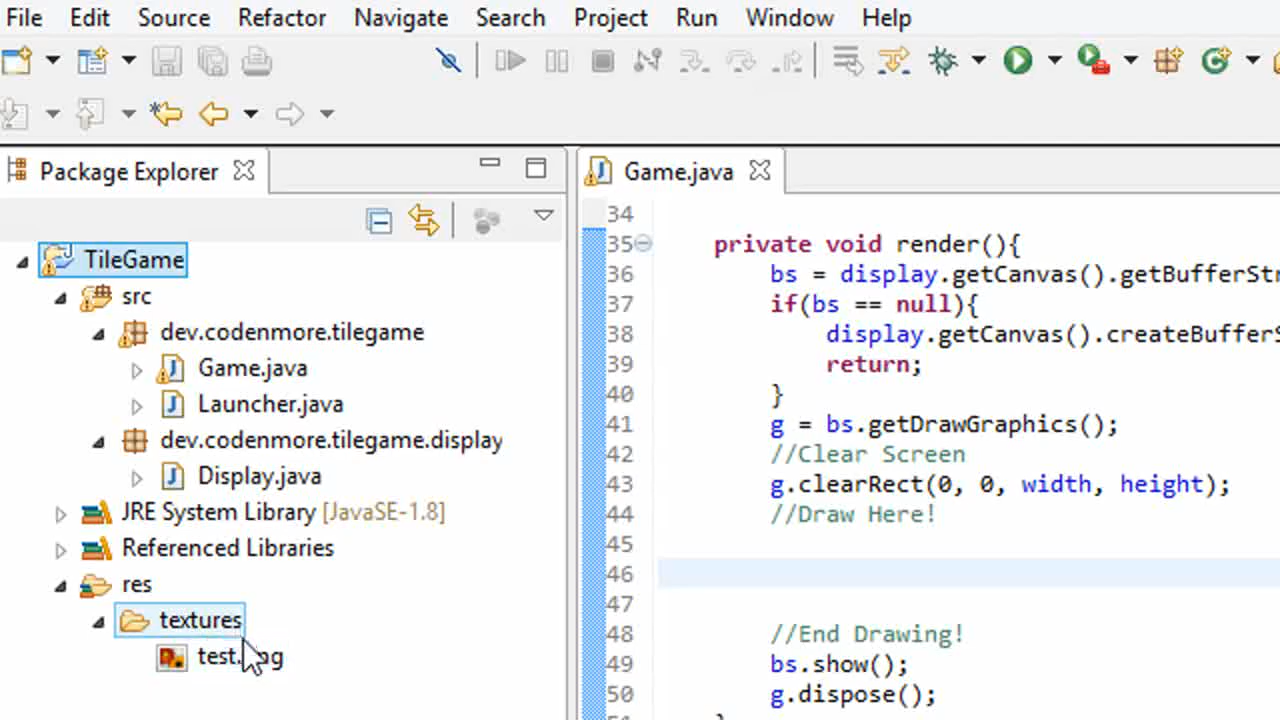 File Edit Source Refactor Navigate Search Project Run Window Help
Package Explorer
TileGame
src
dev.codenmore.tilegame
Game.java
Launcher.java
dev.codenmore.tilegame.display
Display.java
JRE System Library [JavaSE-1.8]
Referenced Libraries
res
textures
Game.java
34
35 private void render(){
36 bs = display.getCanvas().getBufferStr
37 if(bs == null){
38 display.getCanvas().createBufferS
39 return;
40 }
41 g = bs.getDrawGraphics();
42 //Clear Screen
43 g.clearRect(0, 0, width, height);
44 //Draw Here!
45
46
47
48 //End Drawing!
49 bs.show();
50 g.dispose();